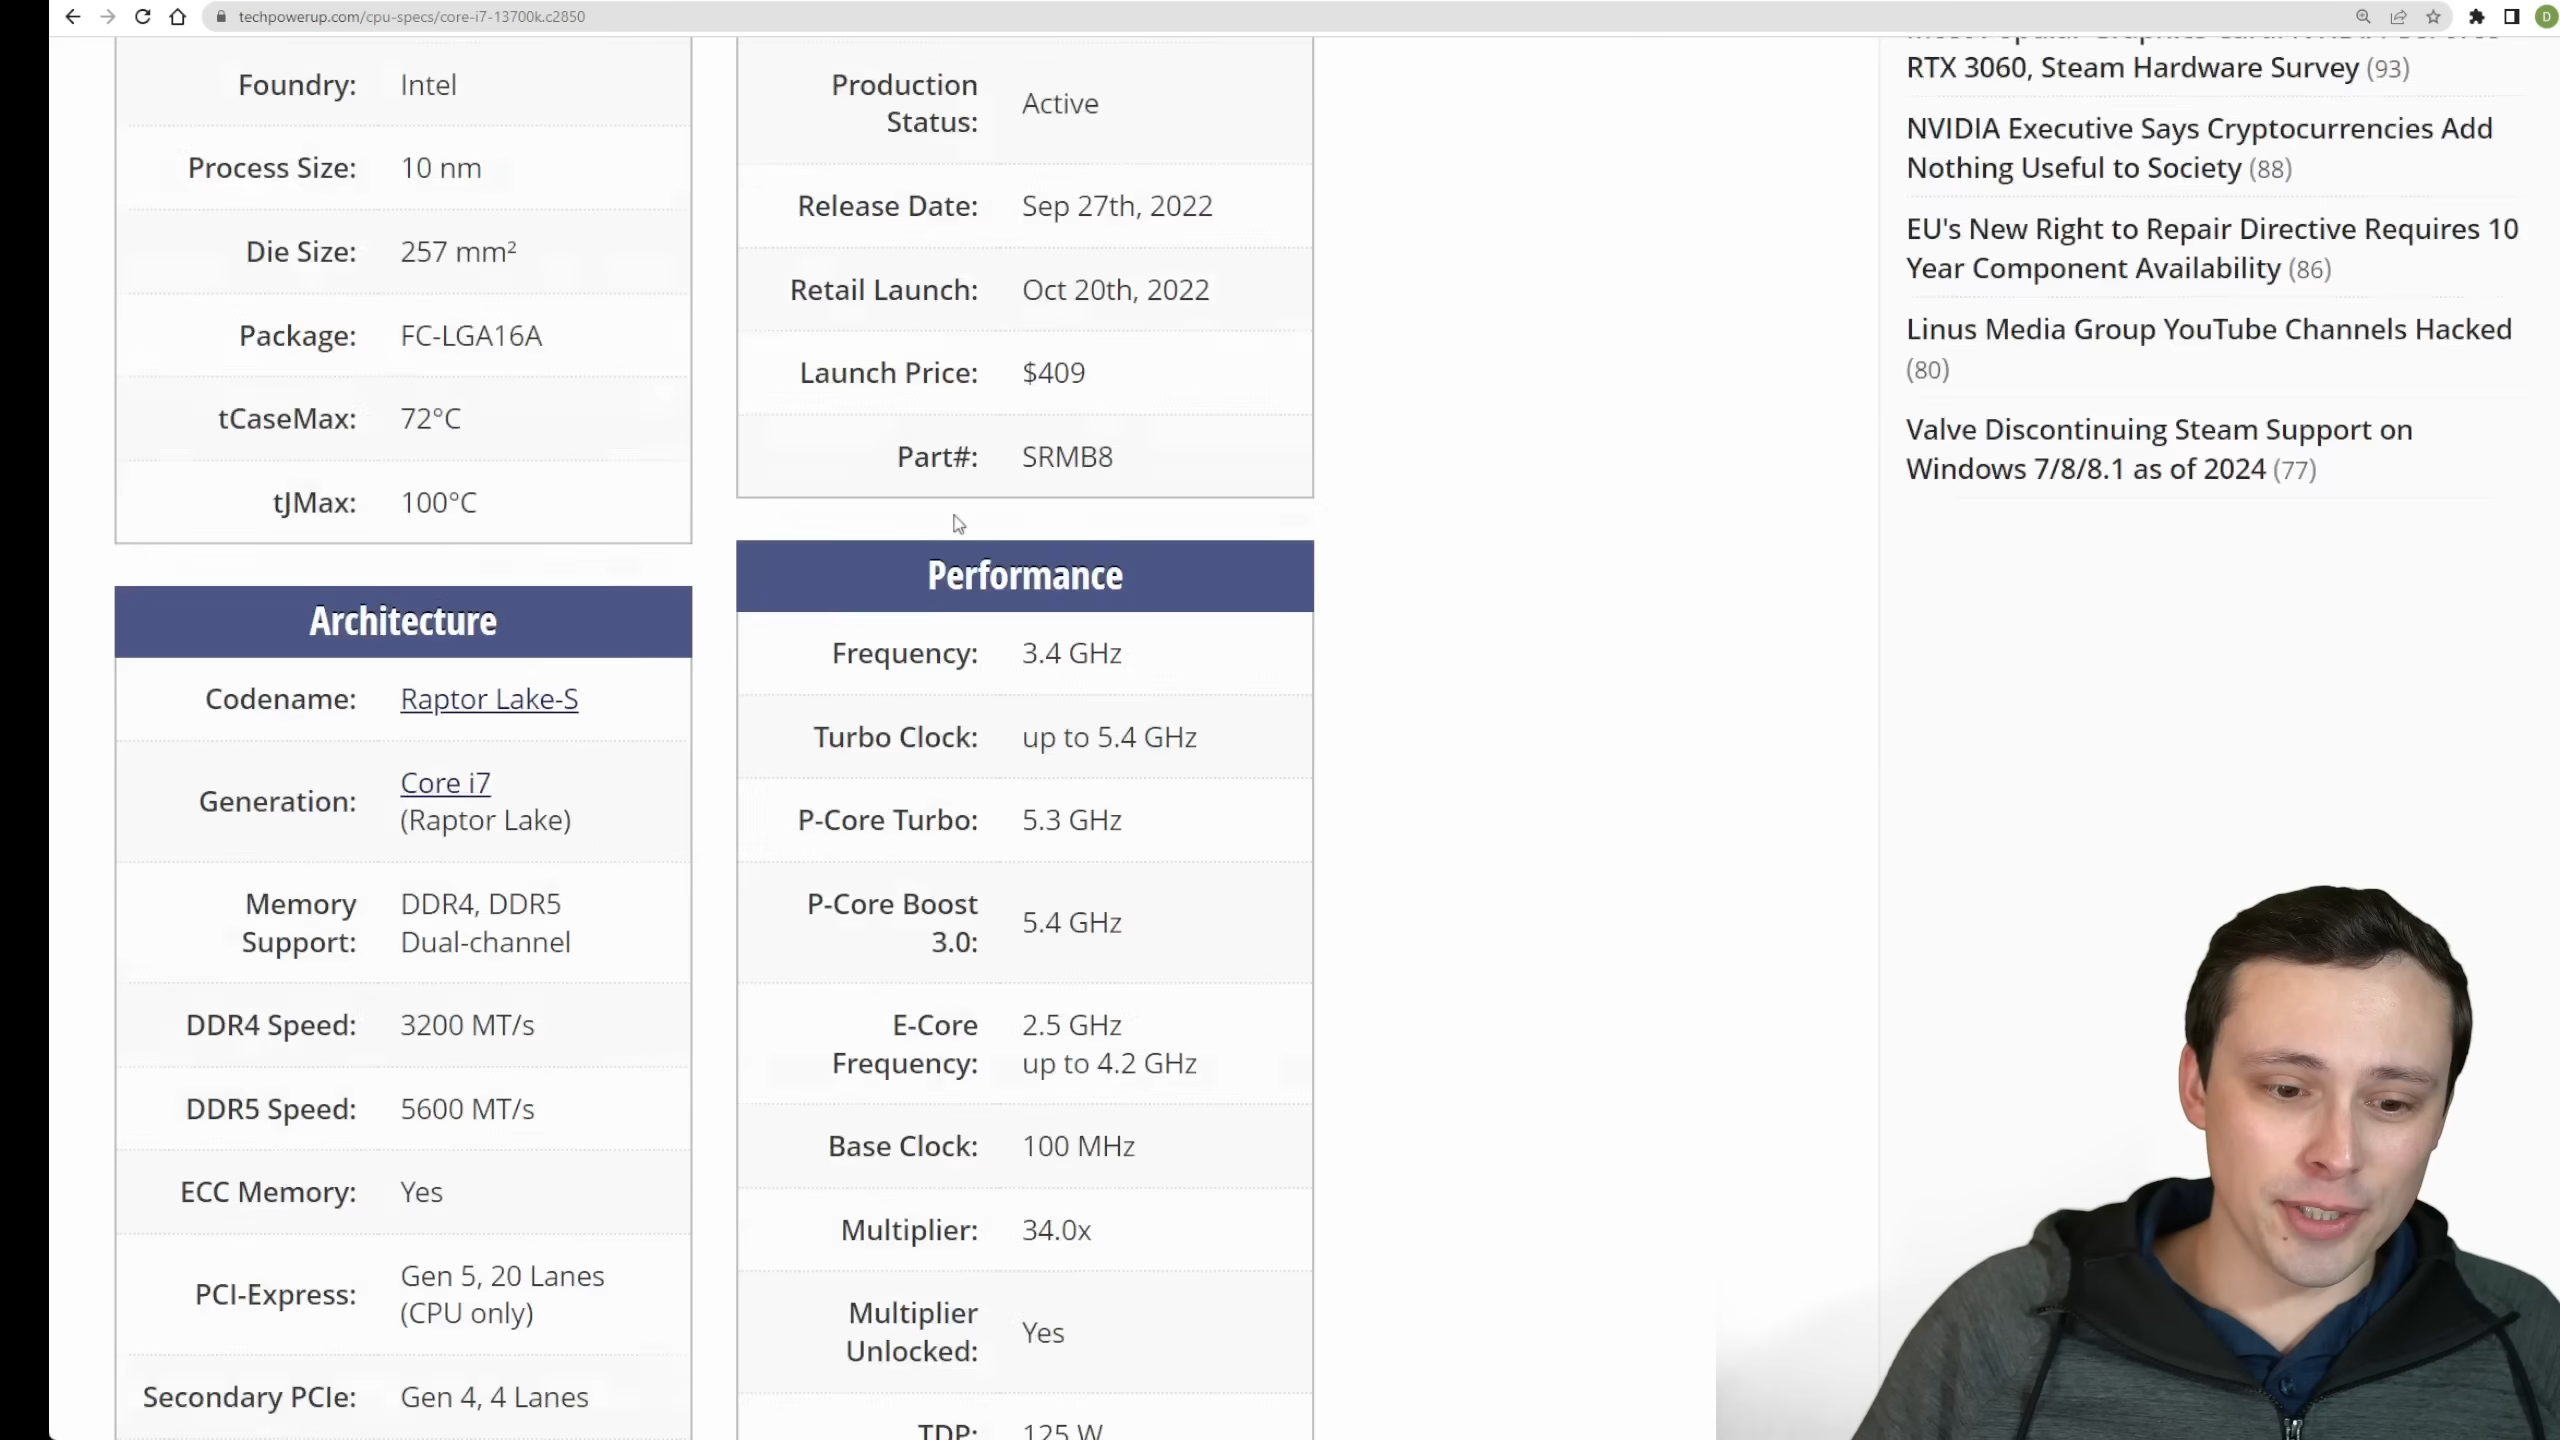 techpowerup.com/cpu-specs/core-i7-13700k.c2850
D
Foundry: Intel
Process Size: 10 nm
Die Size: 257 mm²
Package: FC-LGA16A
tCaseMax: 72°C
tJMax: 100°C
Architecture
Codename: Raptor Lake-S
Generation: Core i7
(Raptor Lake)
Memory Support: DDR4, DDR5
Dual-channel
DDR4 Speed: 3200 MT/s
DDR5 Speed: 5600 MT/s
ECC Memory: Yes
PCI-Express: Gen 5, 20 Lanes
(CPU only)
Secondary PCIe: Gen 4, 4 Lanes
Production
Status: Active
Release Date: Sep 27th, 2022
Retail Launch: Oct 20th, 2022
Launch Price: $409
Part#: SRMB8
Performance
Frequency: 3.4 GHz
Turbo Clock: up to 5.4 GHz
P-Core Turbo: 5.3 GHz
P-Core Boost
3.0: 5.4 GHz
E-Core Frequency: 2.5 GHz
up to 4.2 GHz
Base Clock: 100 MHz
Multiplier: 34.0x
Multiplier
Unlocked: Yes
TDP: 125 W
RTX 3060, Steam Hardware Survey (93)
NVIDIA Executive Says Cryptocurrencies Add
Nothing Useful to Society (88)
EU's New Right to Repair Directive Requires 10
Year Component Availability (86)
Linus Media Group YouTube Channels Hacked
(80)
Valve Discontinuing Steam Support on
Windows 7/8/8.1 as of 2024 (77)